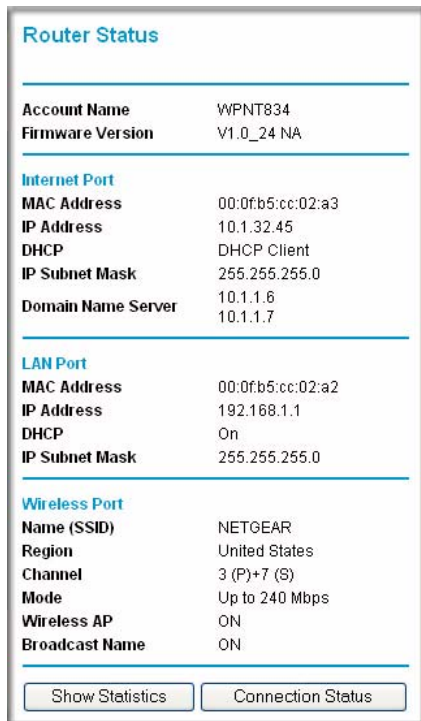 Router Status
Account Name WPNT834
Firmware Version V1.0_24 NA
Internet Port
MAC Address 00:0f:b5:cc:02:a3
IP Address 10.1.32.45
DHCP DHCP Client
IP Subnet Mask 255.255.255.0
Domain Name Server 10.1.1.6
10.1.1.7
LAN Port
MAC Address 00:0f:b5:cc:02:a2
IP Address 192.168.1.1
DHCP On
IP Subnet Mask 255.255.255.0
Wireless Port
Name (SSID) NETGEAR
Region United States
Channel 3 (P)+7 (S)
Mode Up to 240 Mbps
Wireless AP ON
Broadcast Name ON
Show Statistics Connection Status